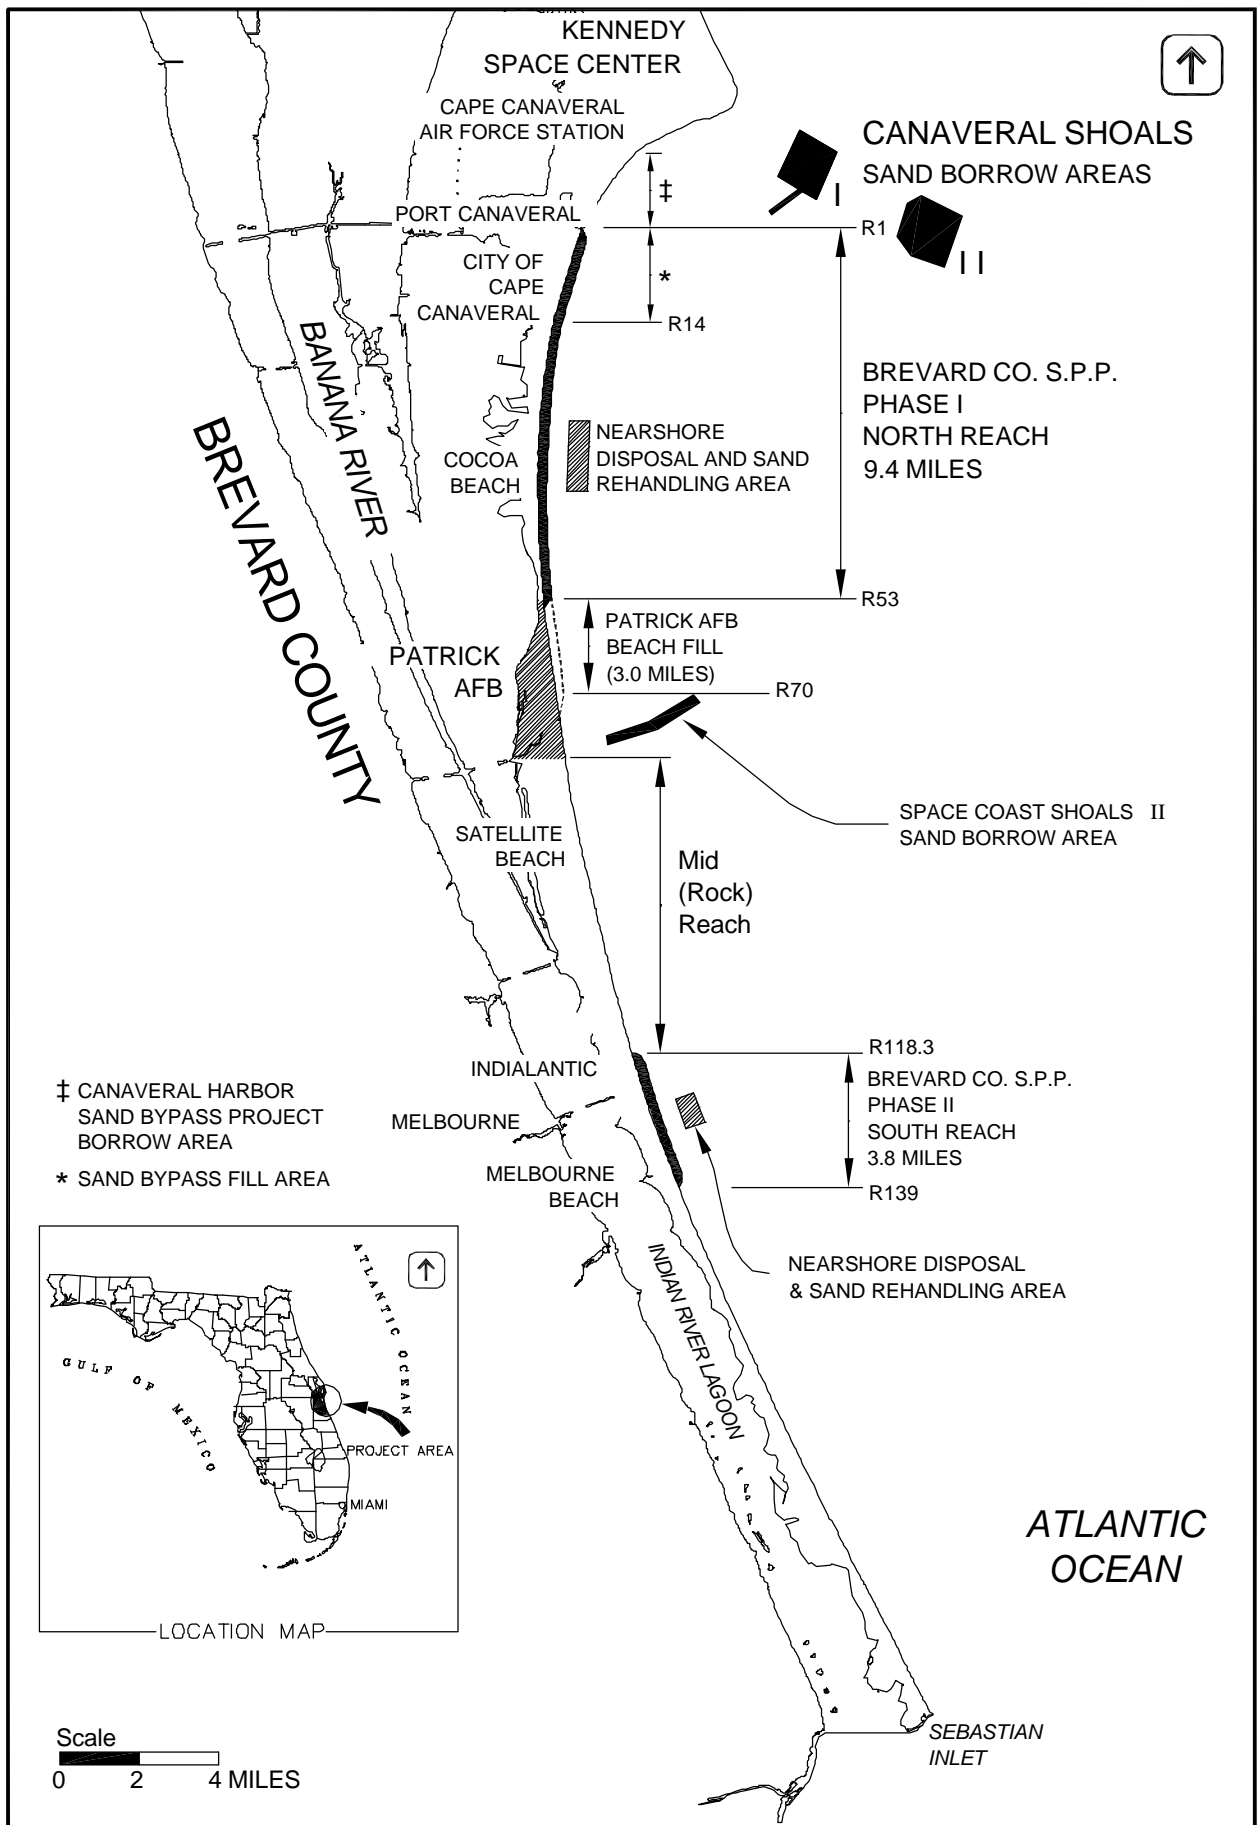 KENNEDY
SPACE CENTER
CAPE CANAVERAL
AIR FORCE STATION
CANAVERAL SHOALS
SAND BORROW AREAS
‡
I
PORT CANAVERAL
R1
I I
CITY OF
CAPE
CANAVERAL
*
R14
BANANA RIVER
BREVARD CO. S.P.P.
PHASE I
NORTH REACH
9.4 MILES
BREVARD COUNTY
COCOA
BEACH
NEARSHORE
DISPOSAL AND SAND
REHANDLING AREA
R53
PATRICK AFB
BEACH FILL
(3.0 MILES)
PATRICK
AFB
R70
SPACE COAST SHOALS II
SAND BORROW AREA
SATELLITE
BEACH
Mid
(Rock)
Reach
R118.3
INDIALANTIC
BREVARD CO. S.P.P.
PHASE II
SOUTH REACH
3.8 MILES
‡ CANAVERAL HARBOR
SAND BYPASS PROJECT
BORROW AREA
* SAND BYPASS FILL AREA
MELBOURNE
MELBOURNE
BEACH
R139
NEARSHORE DISPOSAL
& SAND REHANDLING AREA
INDIAN RIVER LAGOON
ATLANTIC OCEAN
GULF OF MEXICO
PROJECT AREA
MIAMI
LOCATION MAP
ATLANTIC
OCEAN
SEBASTIAN
INLET
Scale
0 2 4 MILES